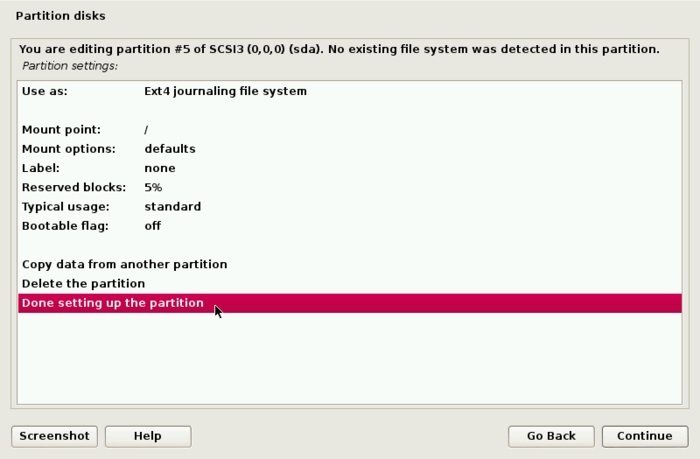 Partition disks
You are editing partition #5 of SCSI3 (0,0,0) (sda). No existing file system was detected in this partition.
Partition settings:
Use as: Ext4 journaling file system
Mount point: /
Mount options: defaults
Label: none
Reserved blocks: 5%
Typical usage: standard
Bootable flag: off
Copy data from another partition
Delete the partition
Done setting up the partition
Screenshot Help Go Back Continue